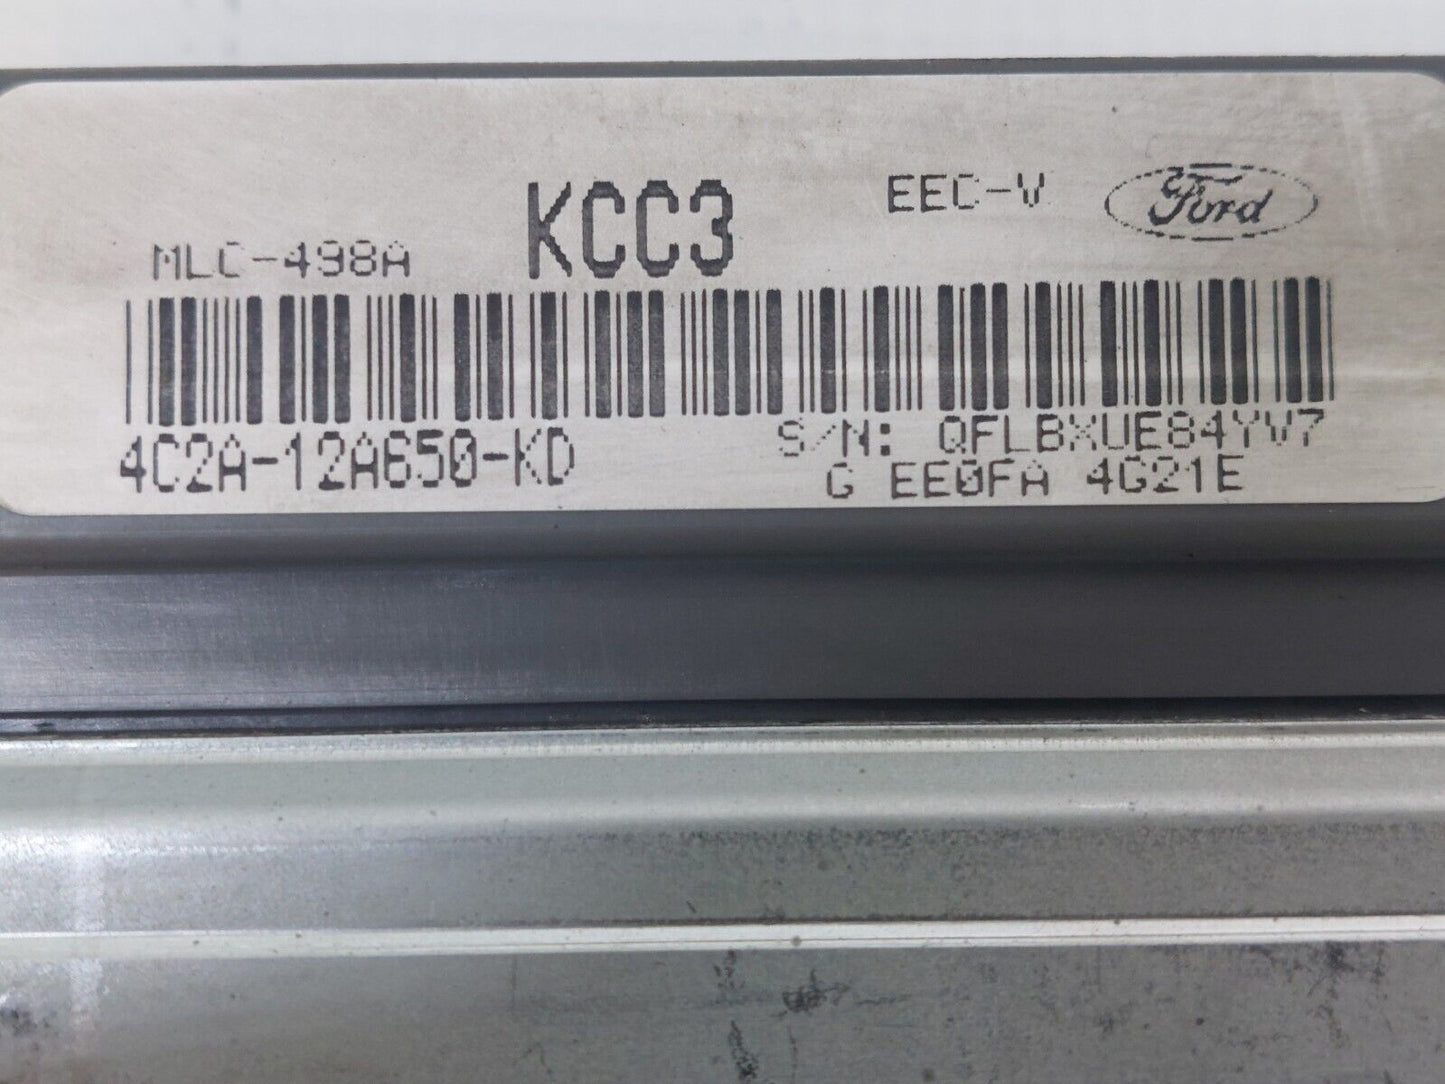 MLC-498A
KCC3
EEC-V
Ford
4C2A-12A650-KD
S/N: QFLBXUE84YV7
G EE0FA 4G21E